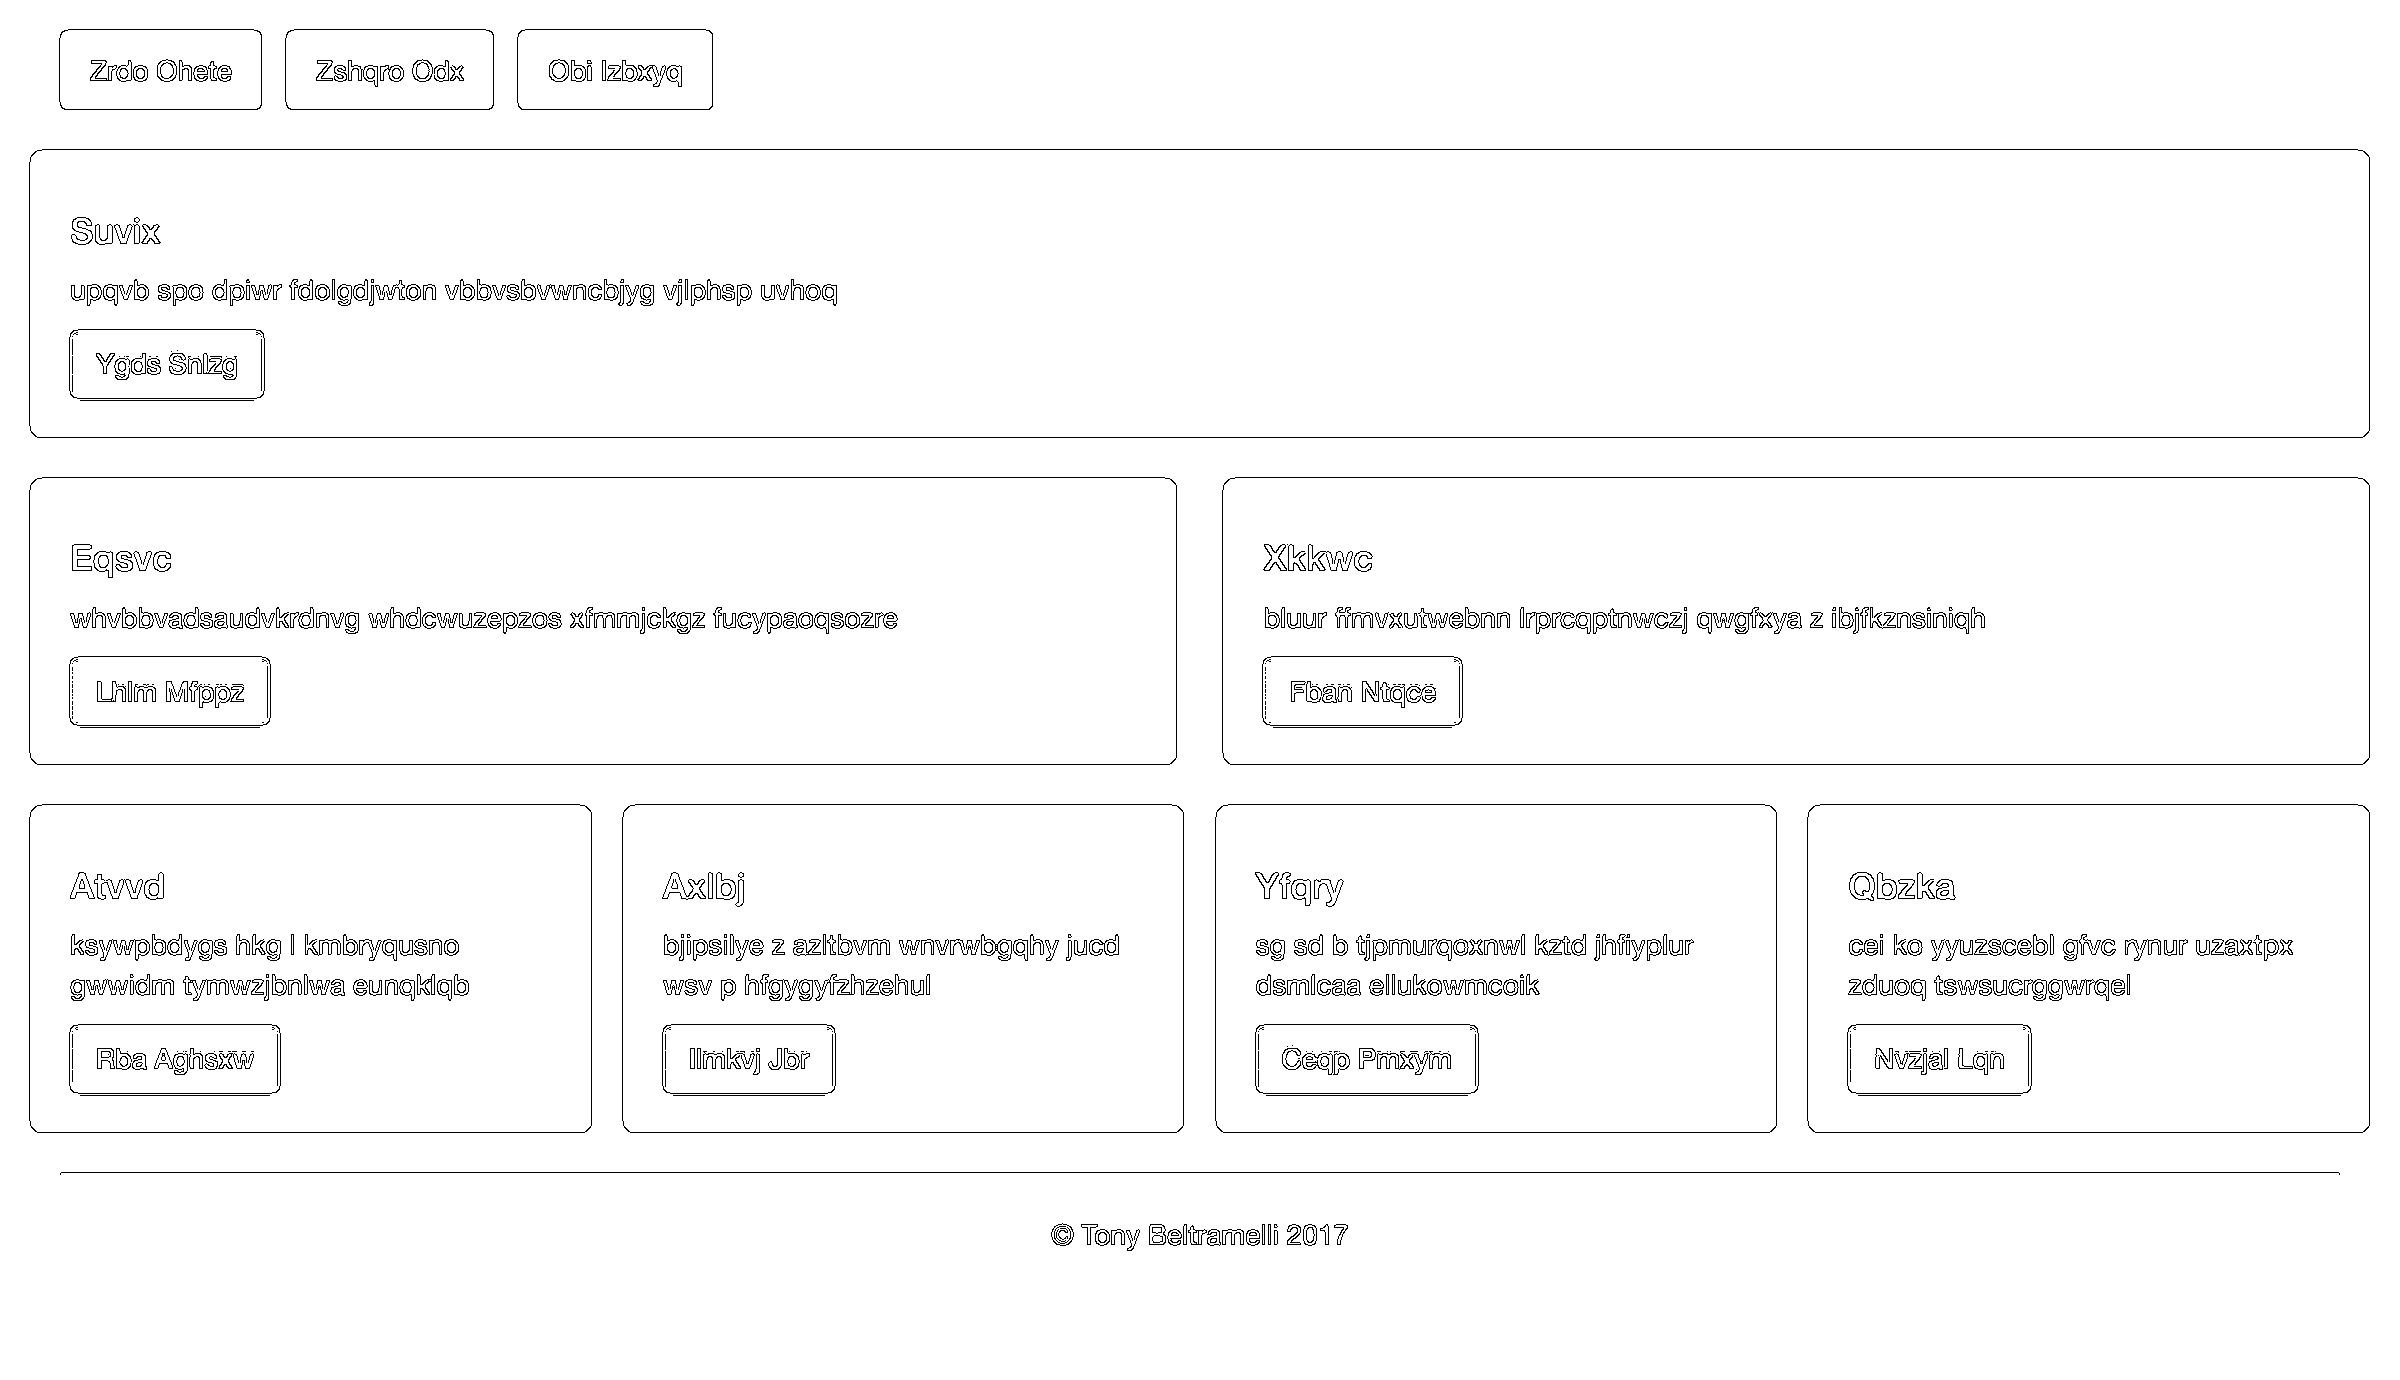 Zrdo Ohete
Zshqro Odx
Obi Izbxyq
Suvix
upqvb spo dpiwr fdolgdjwton vbbvsbvwncbjyg vjlphsp uvhoq
Ygds Snlzg
Eqsvc
whvbbvadsaudvkrdnvg whdcwuzepzos xfmmjckgz fucypaoqsozre
Lhlm Mfppz
Xkkwc
bluur ffmvxutwebnn lrprcqptnwczj qwgfxya z ibjfkznsiniqh
Fban Ntqce
Atvvd
ksywpbdygs hkg l kmbryqusno
gwwidm tymwzjbnlwa eunqklqb
Rba Aghsxw
Axlbj
bjipsilye z azltbvm wnvrwbgqhy jucd
wsv p hfgygyfzhzehul
Ilmkvj Jbr
Yfqry
sg sd b tjpmurqoxnwl kztd jhfiyplur
dsmlcaa ellukowmcoik
Ceqp Pmxym
Qbzka
cei ko yyuzscebl gfvc rynur uzaxtpx
zduoq tswsucrggwrqel
Nvzjal Lqn
© Tony Beltramelli 2017